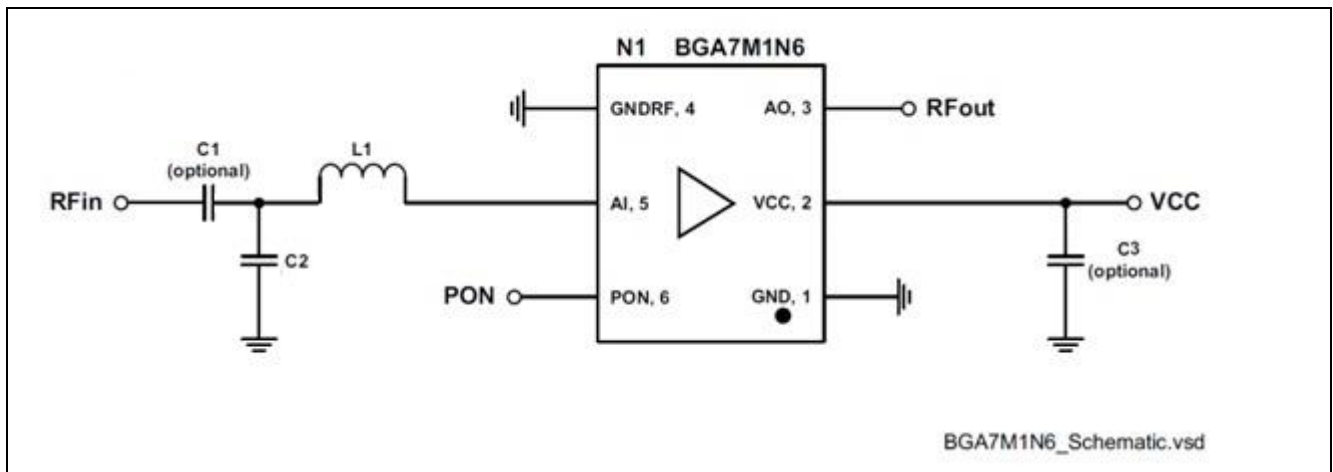 N1 BGA7M1N6
GNDRF, 4
AO, 3
RFout
C1
(optional)
L1
RFin
AI, 5
VCC, 2
VCC
C2
C3
(optional)
PON
PON, 6
GND, 1
BGA7M1N6_Schematic.vsd